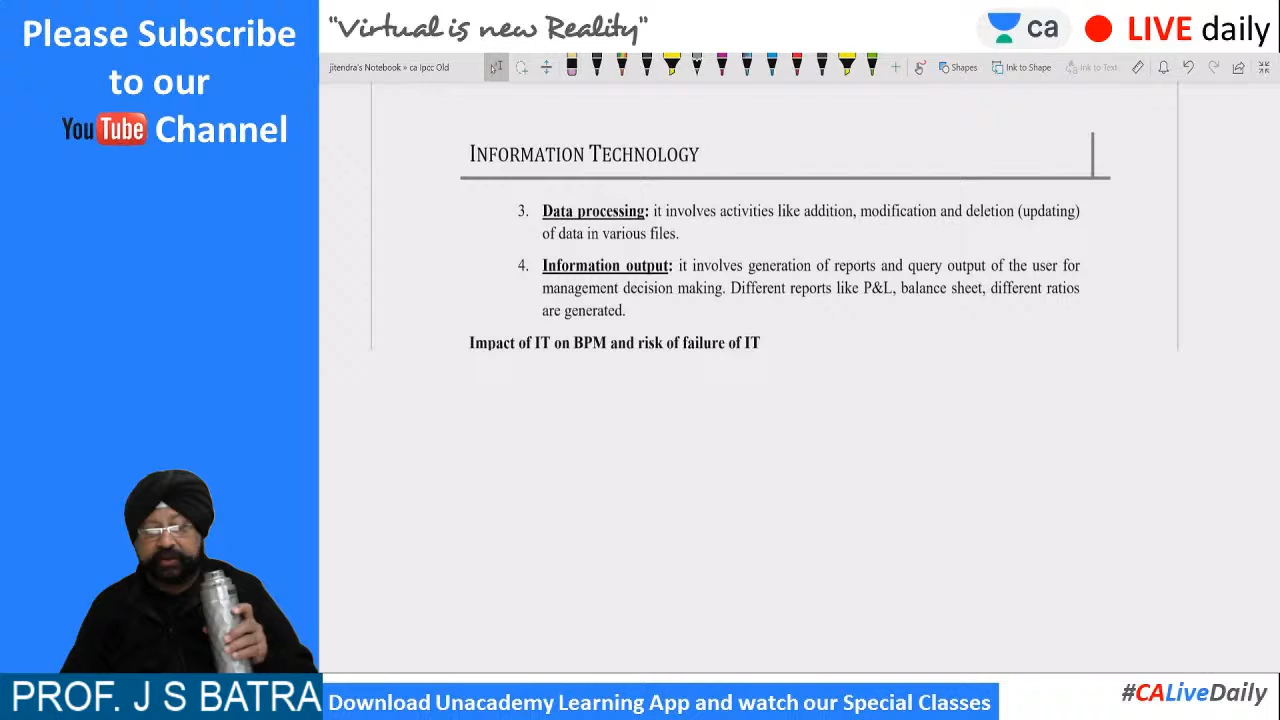 Please Subscribe
to our
YouTube Channel
"Virtual is new Reality"
ca LIVE daily
jitendra's Notebook » ca Ipcc Old
Shapes Ink to Shape Ink to Text
INFORMATION TECHNOLOGY
3. Data processing: it involves activities like addition, modification and deletion (updating)
of data in various files.
4. Information output: it involves generation of reports and query output of the user for
management decision making. Different reports like P&L, balance sheet, different ratios
are generated.
Impact of IT on BPM and risk of failure of IT
PROF. J S BATRA
Download Unacademy Learning App and watch our Special Classes
#CALiveDaily